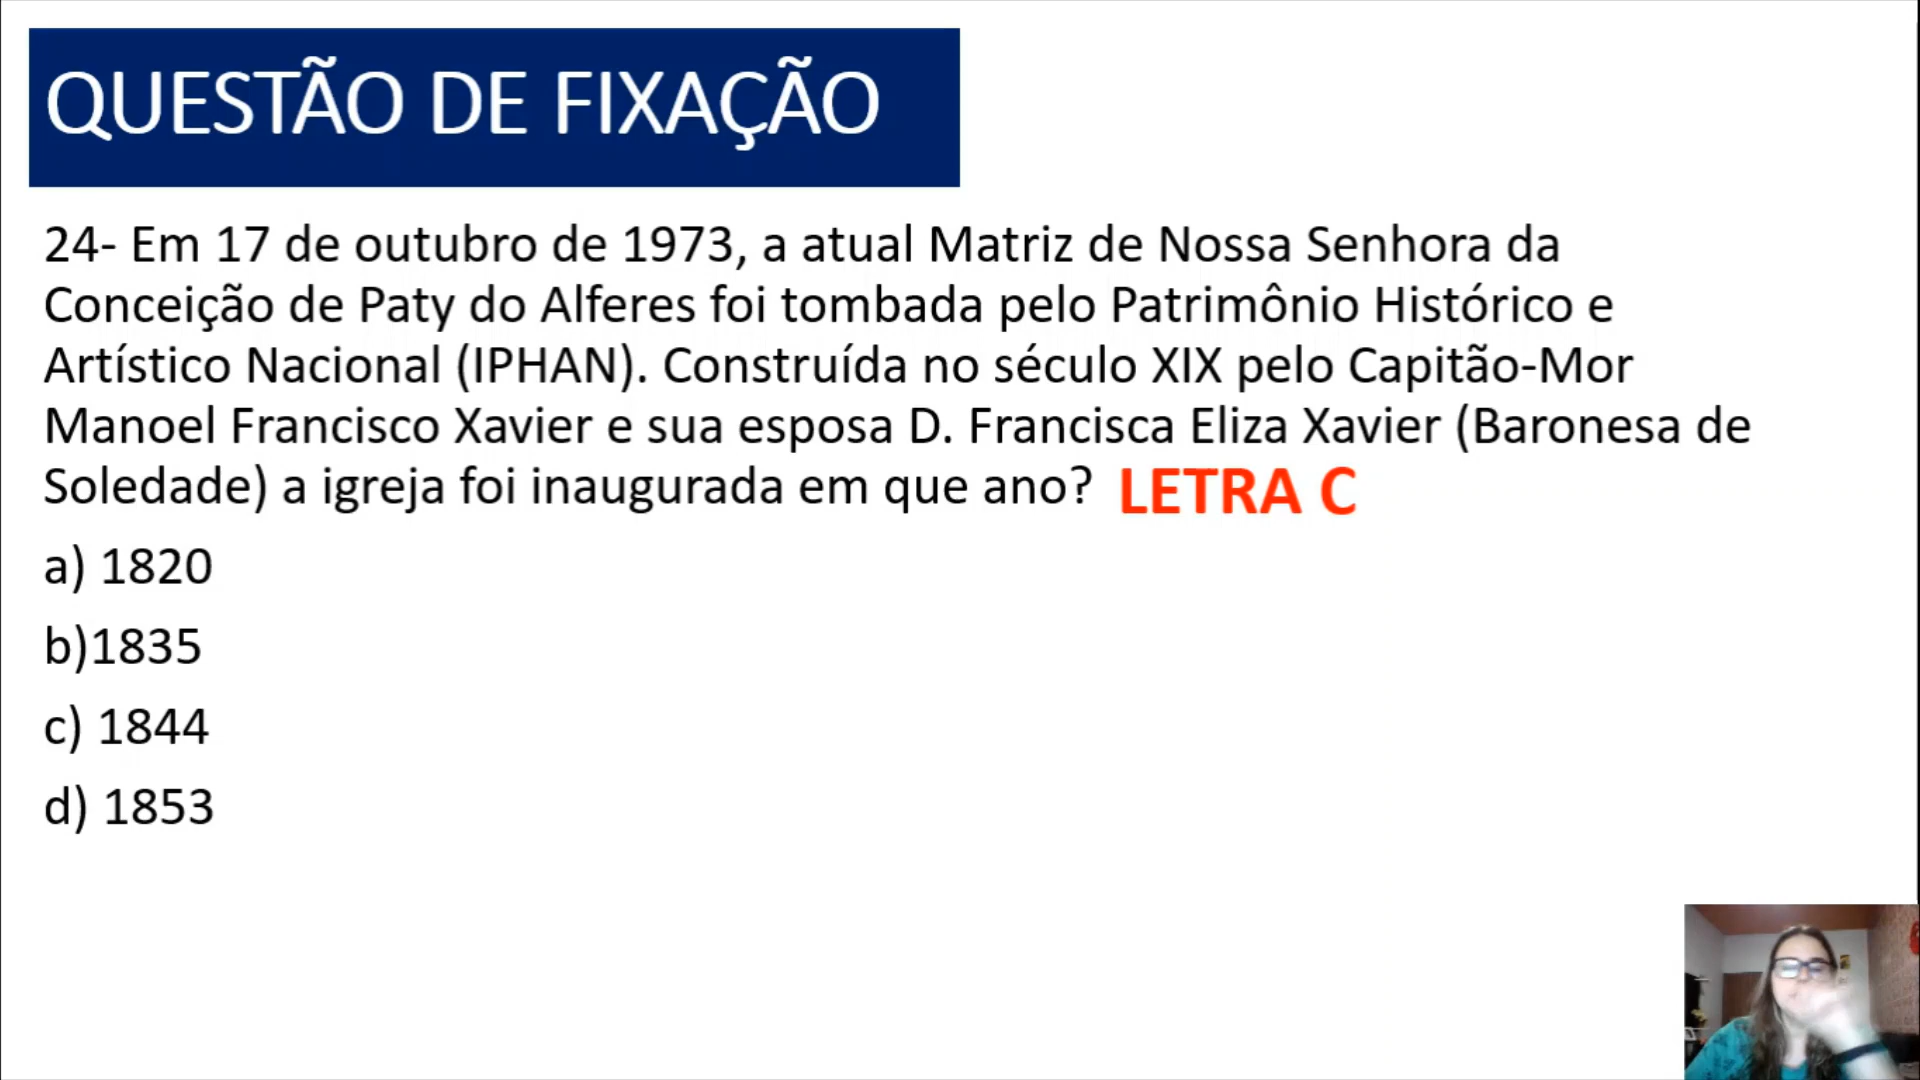 QUESTÃO DE FIXAÇÃO
24- Em 17 de outubro de 1973, a atual Matriz de Nossa Senhora da
Conceição de Paty do Alferes foi tombada pelo Patrimônio Histórico e
Artístico Nacional (IPHAN). Construída no século XIX pelo Capitão-Mor
Manoel Francisco Xavier e sua esposa D. Francisca Eliza Xavier (Baronesa de
Soledade) a igreja foi inaugurada em que ano? LETRA C
a) 1820
b)1835
c) 1844
d) 1853